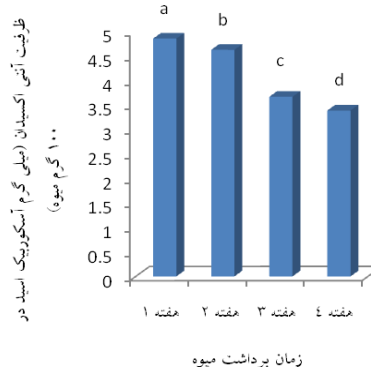 ظرفیت آنتی اکسیدان (میلی گرم آسکوربیک اسید در
۱۰۰ گرم میوه)
5
4.5
4
3.5
3
2.5
2
1.5
1
0.5
0
a
b
c
d
هفته ۱
هفته ۲
هفته ۳
هفته ٤
زمان برداشت میوه